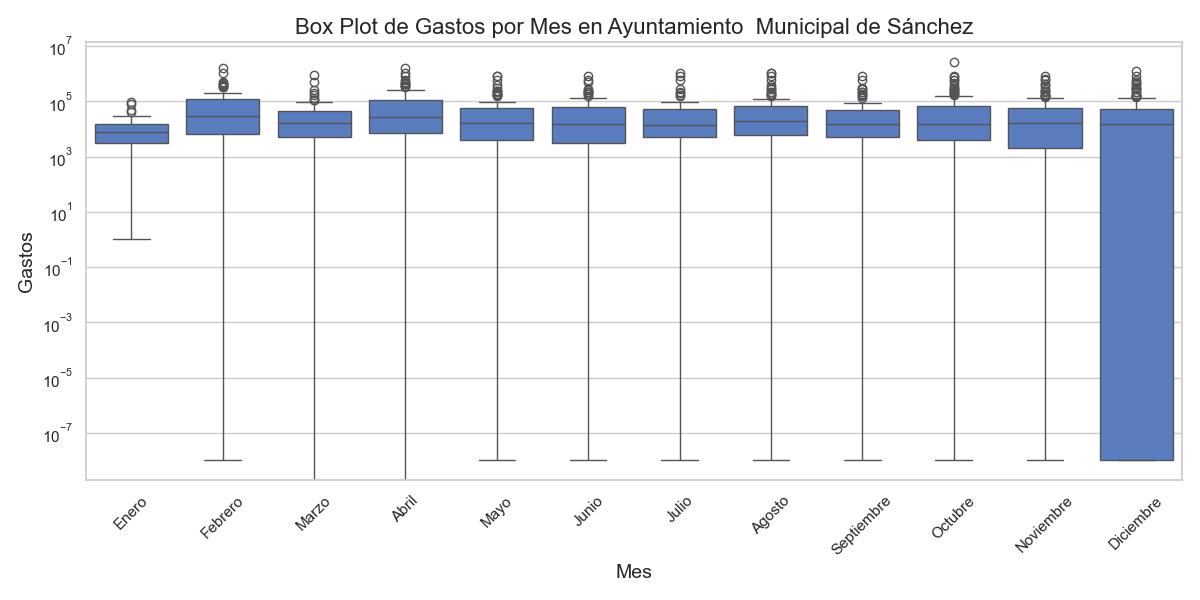 Box Plot de Gastos por Mes en Ayuntamiento  Municipal de Sánchez
10^7
10^5
10^3
10^1
10^−1
10^−3
10^−5
10^−7
Gastos
Enero
Febrero
Marzo
Abril
Mayo
Junio
Julio
Agosto
Septiembre
Octubre
Noviembre
Diciembre
Mes